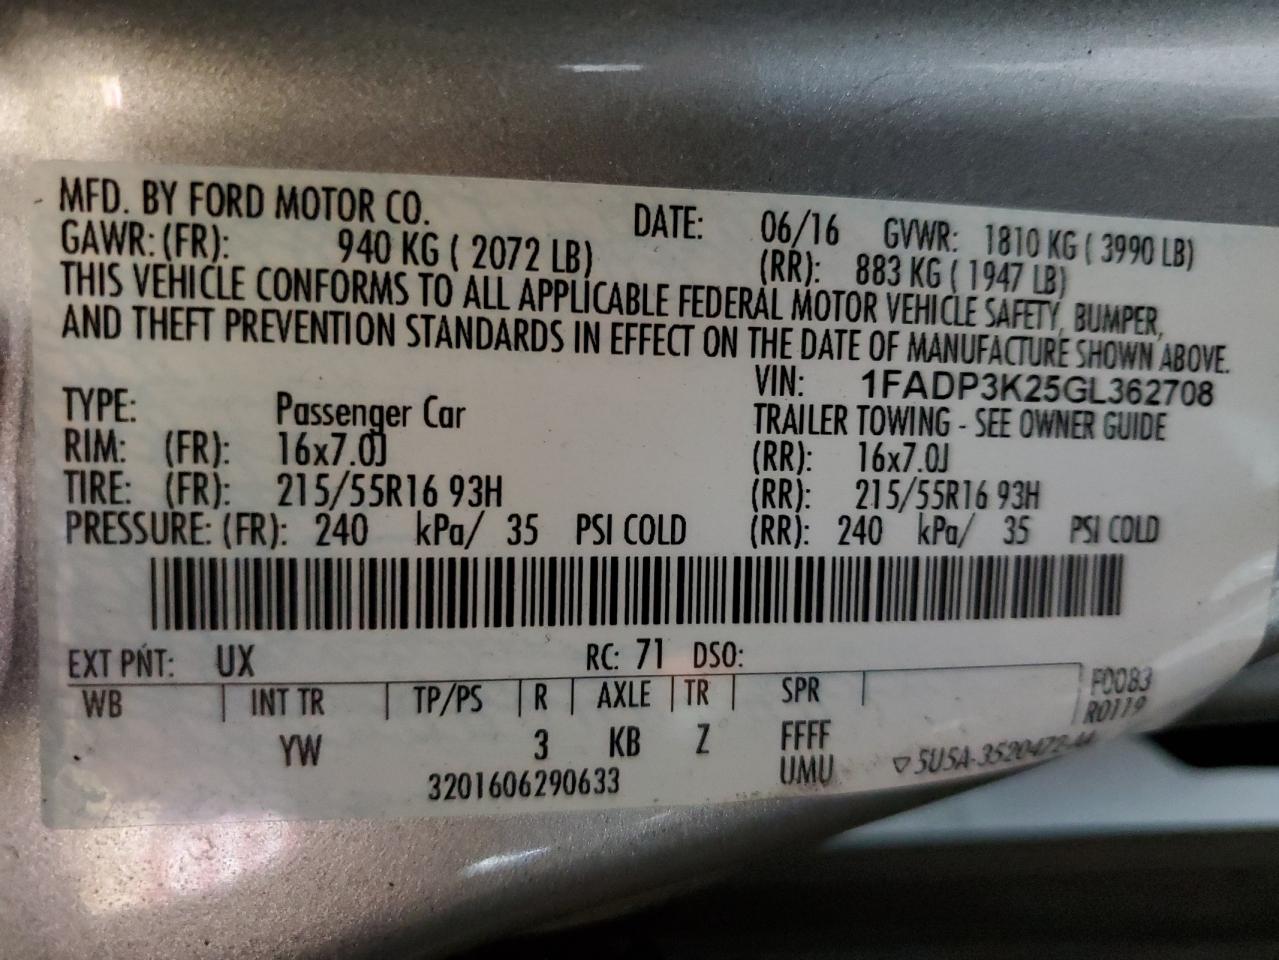 MFD. BY FORD MOTOR CO. DATE: 06/16 GVWR: 1810 KG ( 3990 LB)
GAWR: (FR): 940 KG ( 2072 LB) (RR): 883 KG ( 1947 LB)
THIS VEHICLE CONFORMS TO ALL APPLICABLE FEDERAL MOTOR VEHICLE SAFETY, BUMPER,
AND THEFT PREVENTION STANDARDS IN EFFECT ON THE DATE OF MANUFACTURE SHOWN ABOVE.
VIN: 1FADP3K25GL362708
TYPE: Passenger Car TRAILER TOWING - SEE OWNER GUIDE
RIM: (FR): 16x7.0J (RR): 16x7.0J
TIRE: (FR): 215/55R16 93H (RR): 215/55R16 93H
PRESSURE: (FR): 240 kPa/ 35 PSI COLD (RR): 240 kPa/ 35 PSI COLD
EXT PNT: UX RC: 71 DSO:
WB | INT TR | TP/PS | R | AXLE | TR | SPR | F0083
R0119
YW 3 KB Z FFFF
UMU
3201606290633
▽ 5U5A-3520472-AA